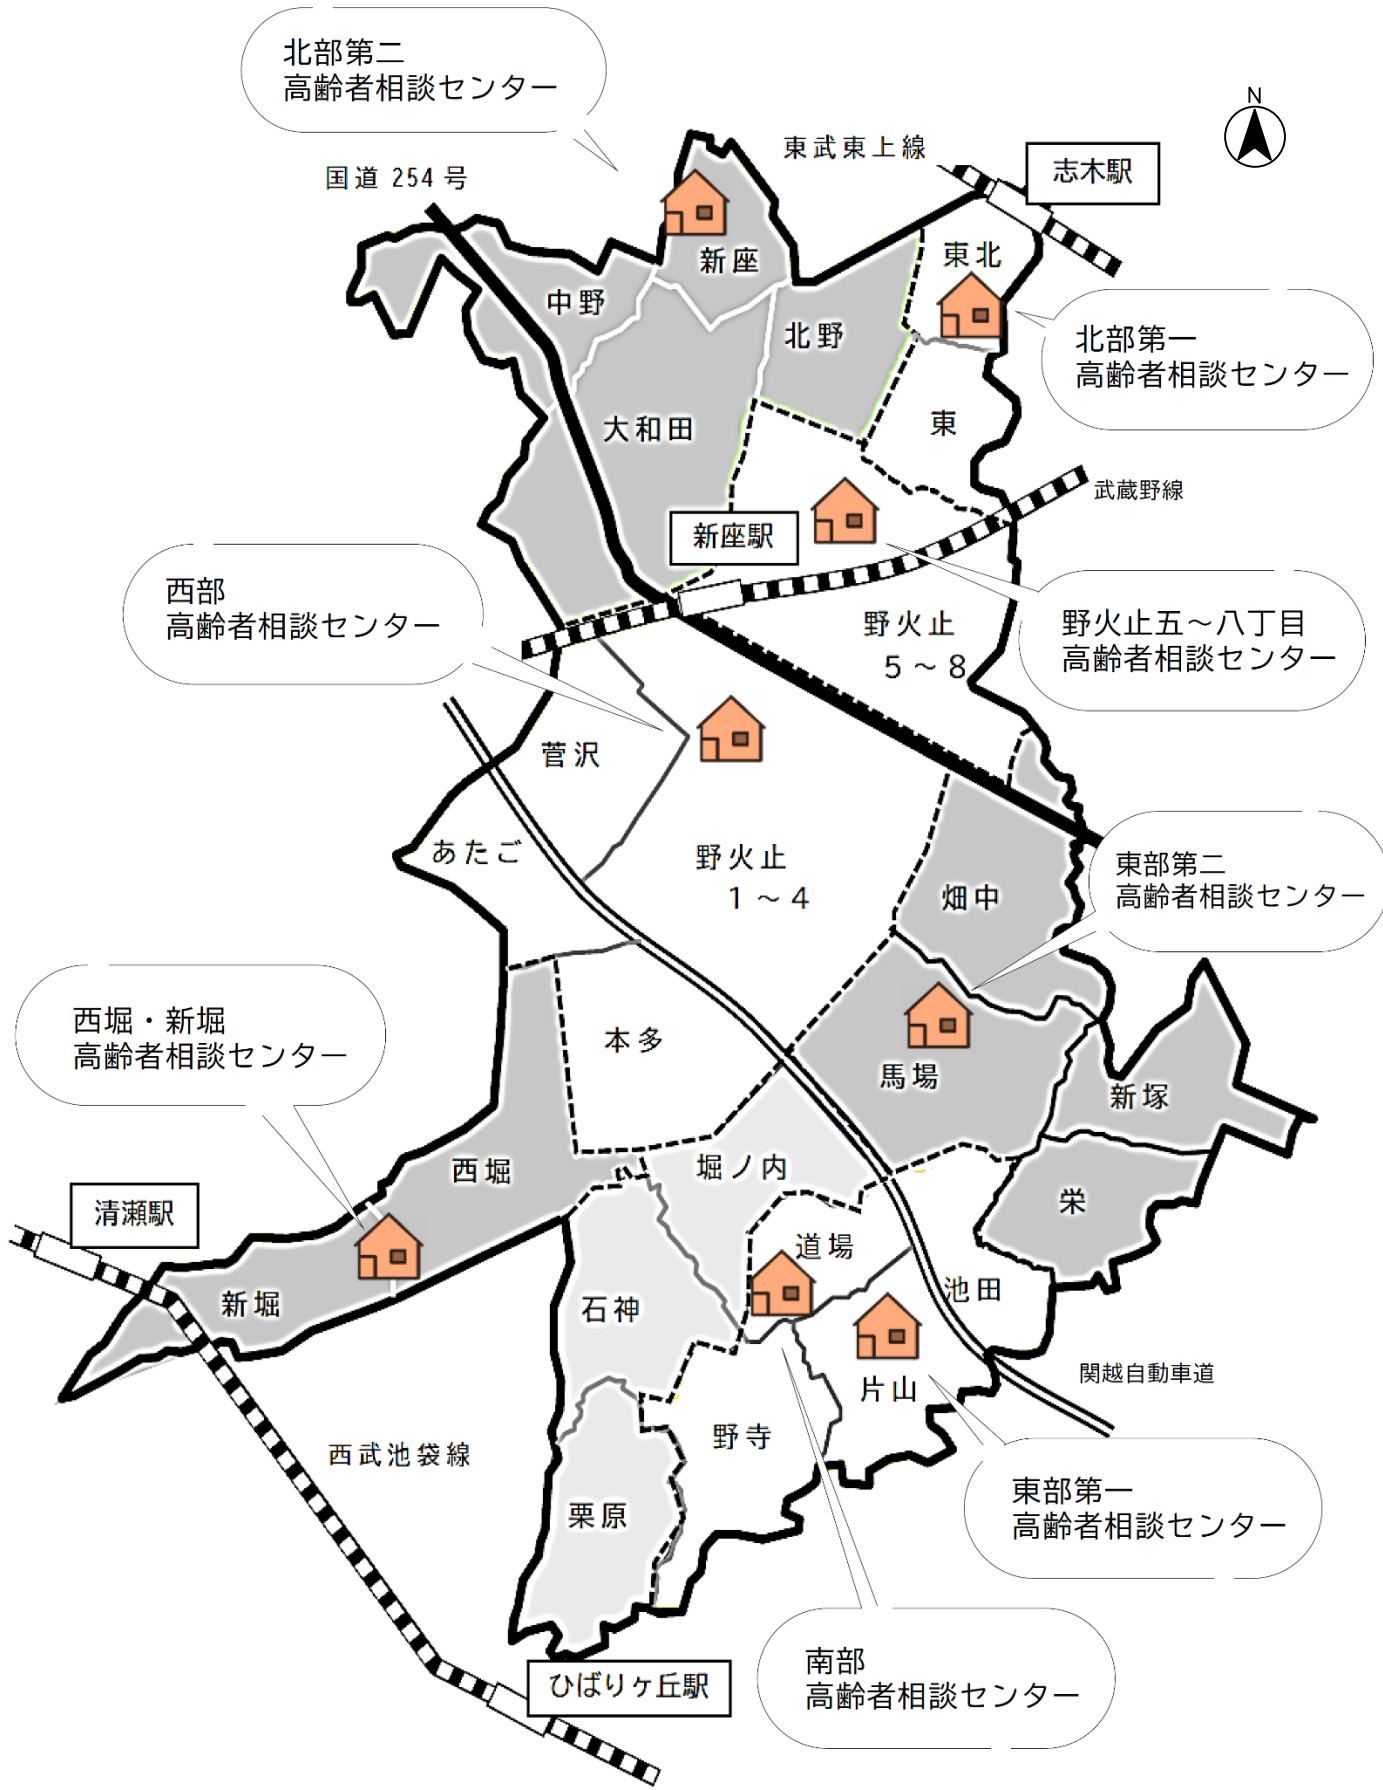 北部第二
高齢者相談センター
N
東武東上線
志木駅
国道 254 号
東北
新座
中野
北野
北部第一
高齢者相談センター
大和田
東
武蔵野線
新座駅
西部
高齢者相談センター
野火止
5～8
野火止五～八丁目
高齢者相談センター
菅沢
あたご
野火止
1～4
畑中
東部第二
高齢者相談センター
西堀・新堀
高齢者相談センター
本多
馬場
新塚
西堀
堀ノ内
栄
清瀬駅
道場
池田
新堀
石神
関越自動車道
片山
野寺
西武池袋線
栗原
東部第一
高齢者相談センター
南部
高齢者相談センター
ひばりヶ丘駅